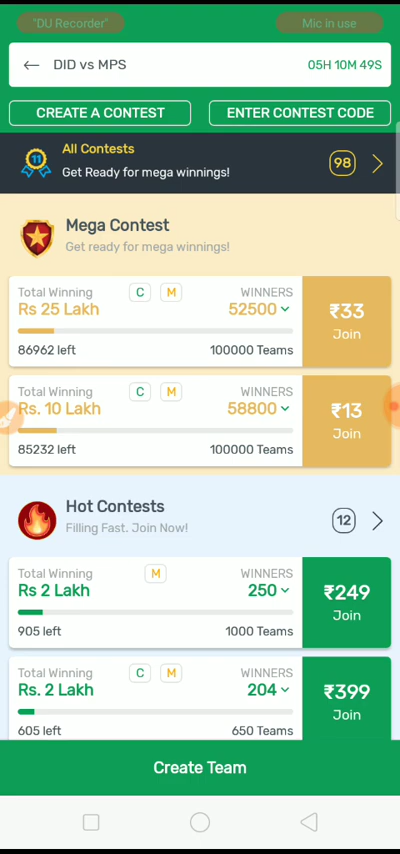 "DU Recorder" Mic in use
DID vs MPS 05H 10M 49S
CREATE A CONTEST ENTER CONTEST CODE
11 All Contests 98
Get Ready for mega winnings!
Mega Contest
Get ready for mega winnings!
Total Winning C M WINNERS
Rs 25 Lakh 52500 ₹33
Join
86962 left 100000 Teams
Total Winning C M WINNERS
Rs. 10 Lakh 58800 ₹13
Join
85232 left 100000 Teams
Hot Contests 12
Filling Fast. Join Now!
Total Winning M WINNERS
Rs 2 Lakh 250 ₹249
Join
905 left 1000 Teams
Total Winning C M WINNERS
Rs. 2 Lakh 204 ₹399
Join
605 left 650 Teams
Create Team